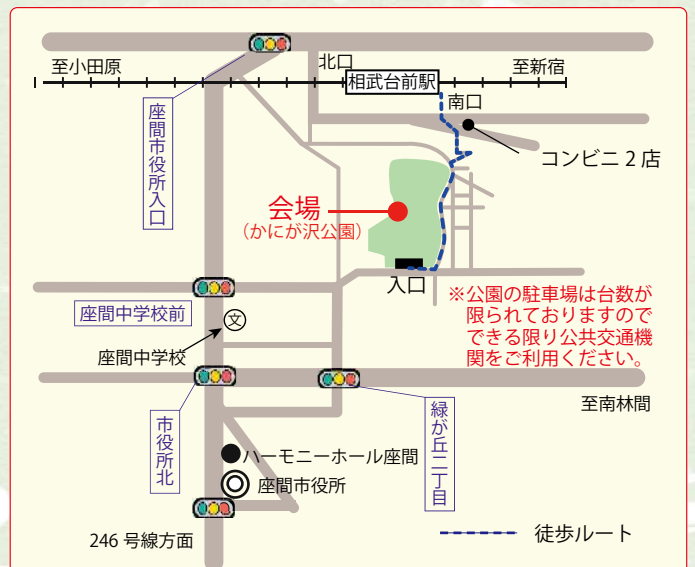 至小田原
北口
相武台前駅
至新宿
南口
座間市役所入口
コンビニ 2 店
会場
（かにが沢公園）
入口
※公園の駐車場は台数が
限られておりますので
できる限り公共交通機
関をご利用ください。
座間中学校前
文
座間中学校
至南林間
市役所北
緑が丘二丁目
ハーモニーホール座間
座間市役所
246 号線方面
徒歩ルート